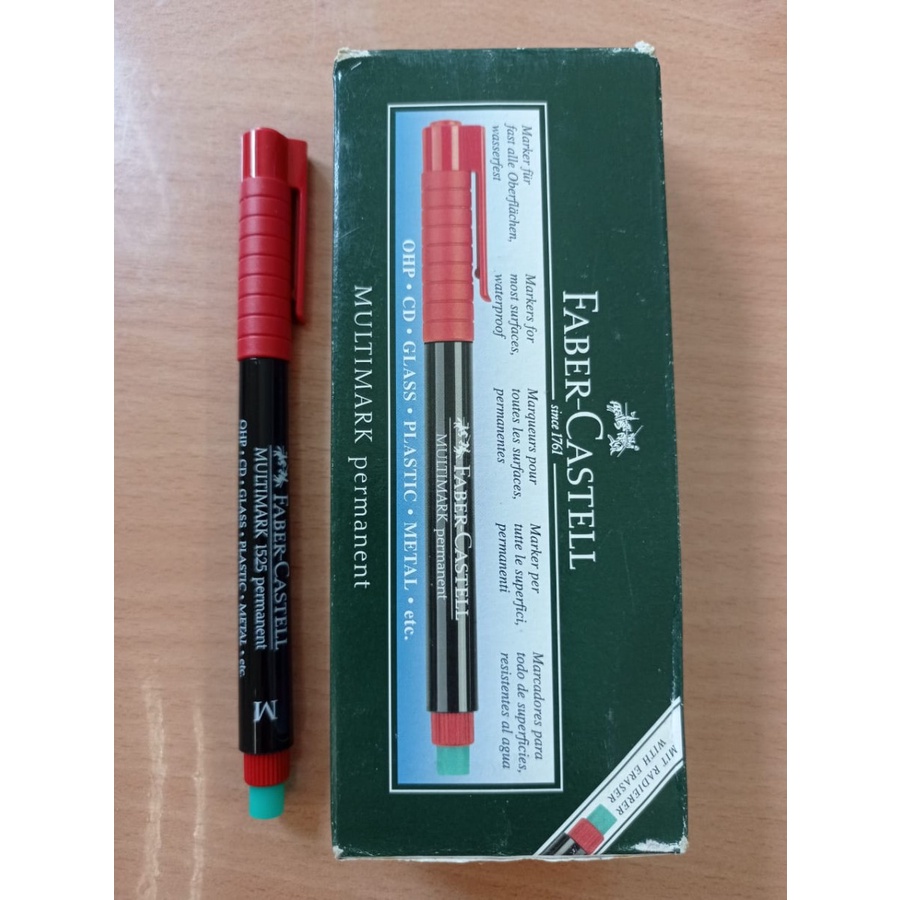 FABER-CASTELL
MULTIMARK 1525 permanent
OHP • CD • GLASS • PLASTIC • METAL • etc.
M
FABER-CASTELL
since 1761
Marker für
fast alle Oberflächen,
wasserfest
Markers for
most surfaces,
waterproof
Marqueurs pour
toutes les surfaces,
permanentes
Marker per
tutte le superfici,
permanenti
Marcadores para
todo de superficies,
resistentes al agua
FABER-CASTELL
MULTIMARK permanent
OHP • CD • GLASS • PLASTIC • METAL • etc.
MULTIMARK permanent
MIT RADIERER
WITH ERASER